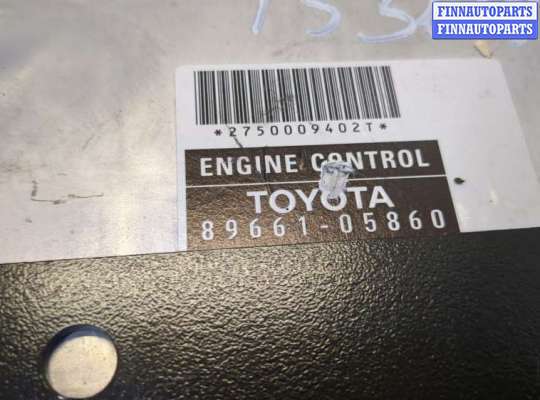 FINNAUTOPARTS
FINNAUTOPARTS
*2750009402T*
ENGINE CONTROL
TOYOTA
89661-05860